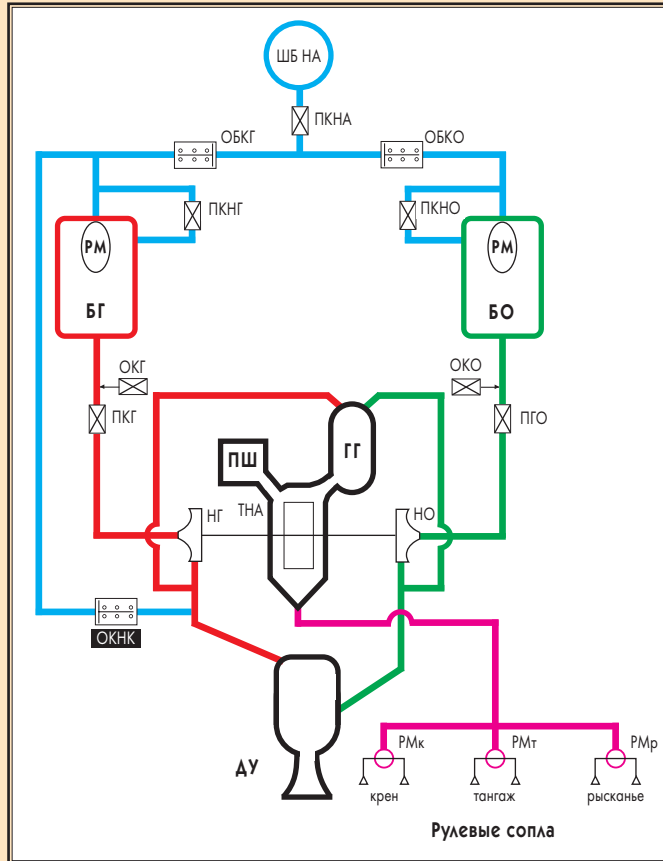 ШБ НА
ПКНА
ОБКГ
ОБКО
ПКНГ
ПКНО
РМ
РМ
БГ
БО
ОКГ
ОКО
ПКГ
ПГО
ПШ
ГГ
ТНА
НГ
НО
ОКНК
ДУ
РМк
РМт
РМр
крен
тангаж
рысканье
Рулевые сопла